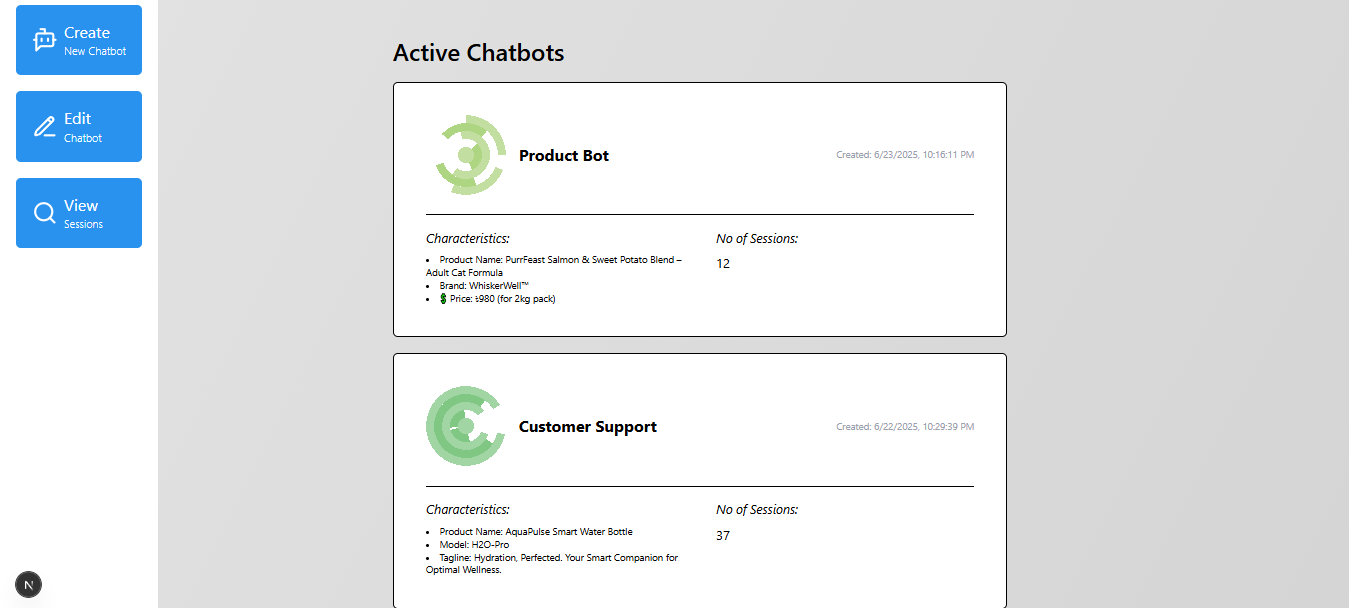 Create
New Chatbot
Edit
Chatbot
View
Sessions
N
Active Chatbots
Product Bot
Created: 6/23/2025, 10:16:11 PM
Characteristics:
• Product Name: PurrFeast Salmon & Sweet Potato Blend –
Adult Cat Formula
• Brand: WhiskerWell™
• 💲 Price: ৳980 (for 2kg pack)
No of Sessions:
12
Customer Support
Created: 6/22/2025, 10:29:39 PM
Characteristics:
• Product Name: AquaPulse Smart Water Bottle
• Model: H2O-Pro
• Tagline: Hydration, Perfected. Your Smart Companion for
Optimal Wellness.
No of Sessions:
37